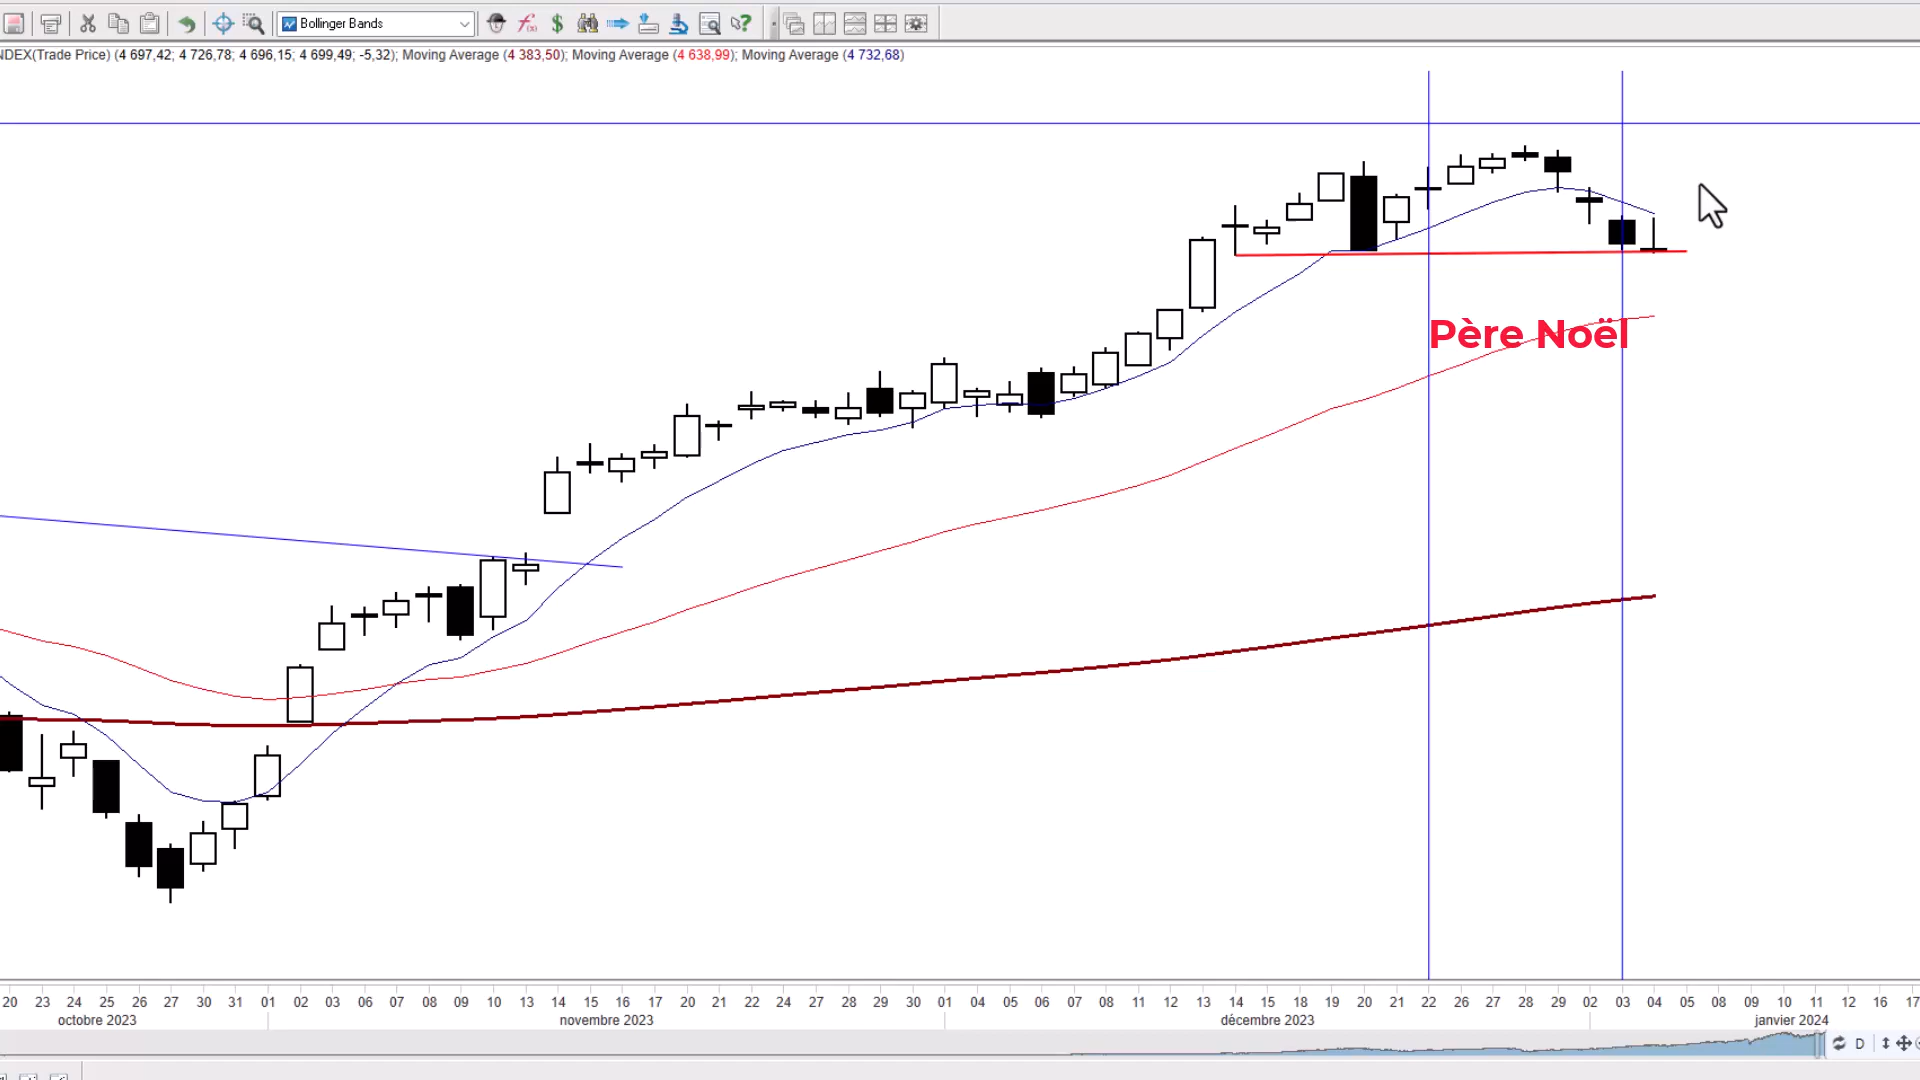 Bollinger Bands
NDEX(Trade Price) (4 697,42; 4 726,78; 4 696,15; 4 699,49; -5,32); Moving Average (4 383,50); Moving Average (4 638,99); Moving Average (4 732,68)
Père Noël
20 23 24 25 26 27 30 31 01 02 03 06 07 08 09 10 13 14 15 16 17 20 21 22 24 27 28 29 30 01 04 05 06 07 08 11 12 13 14 15 18 19 20 21 22 26 27 28 29 02 03 04 05 08 09 10 11 12 16 17
octobre 2023 novembre 2023 décembre 2023 janvier 2024
D